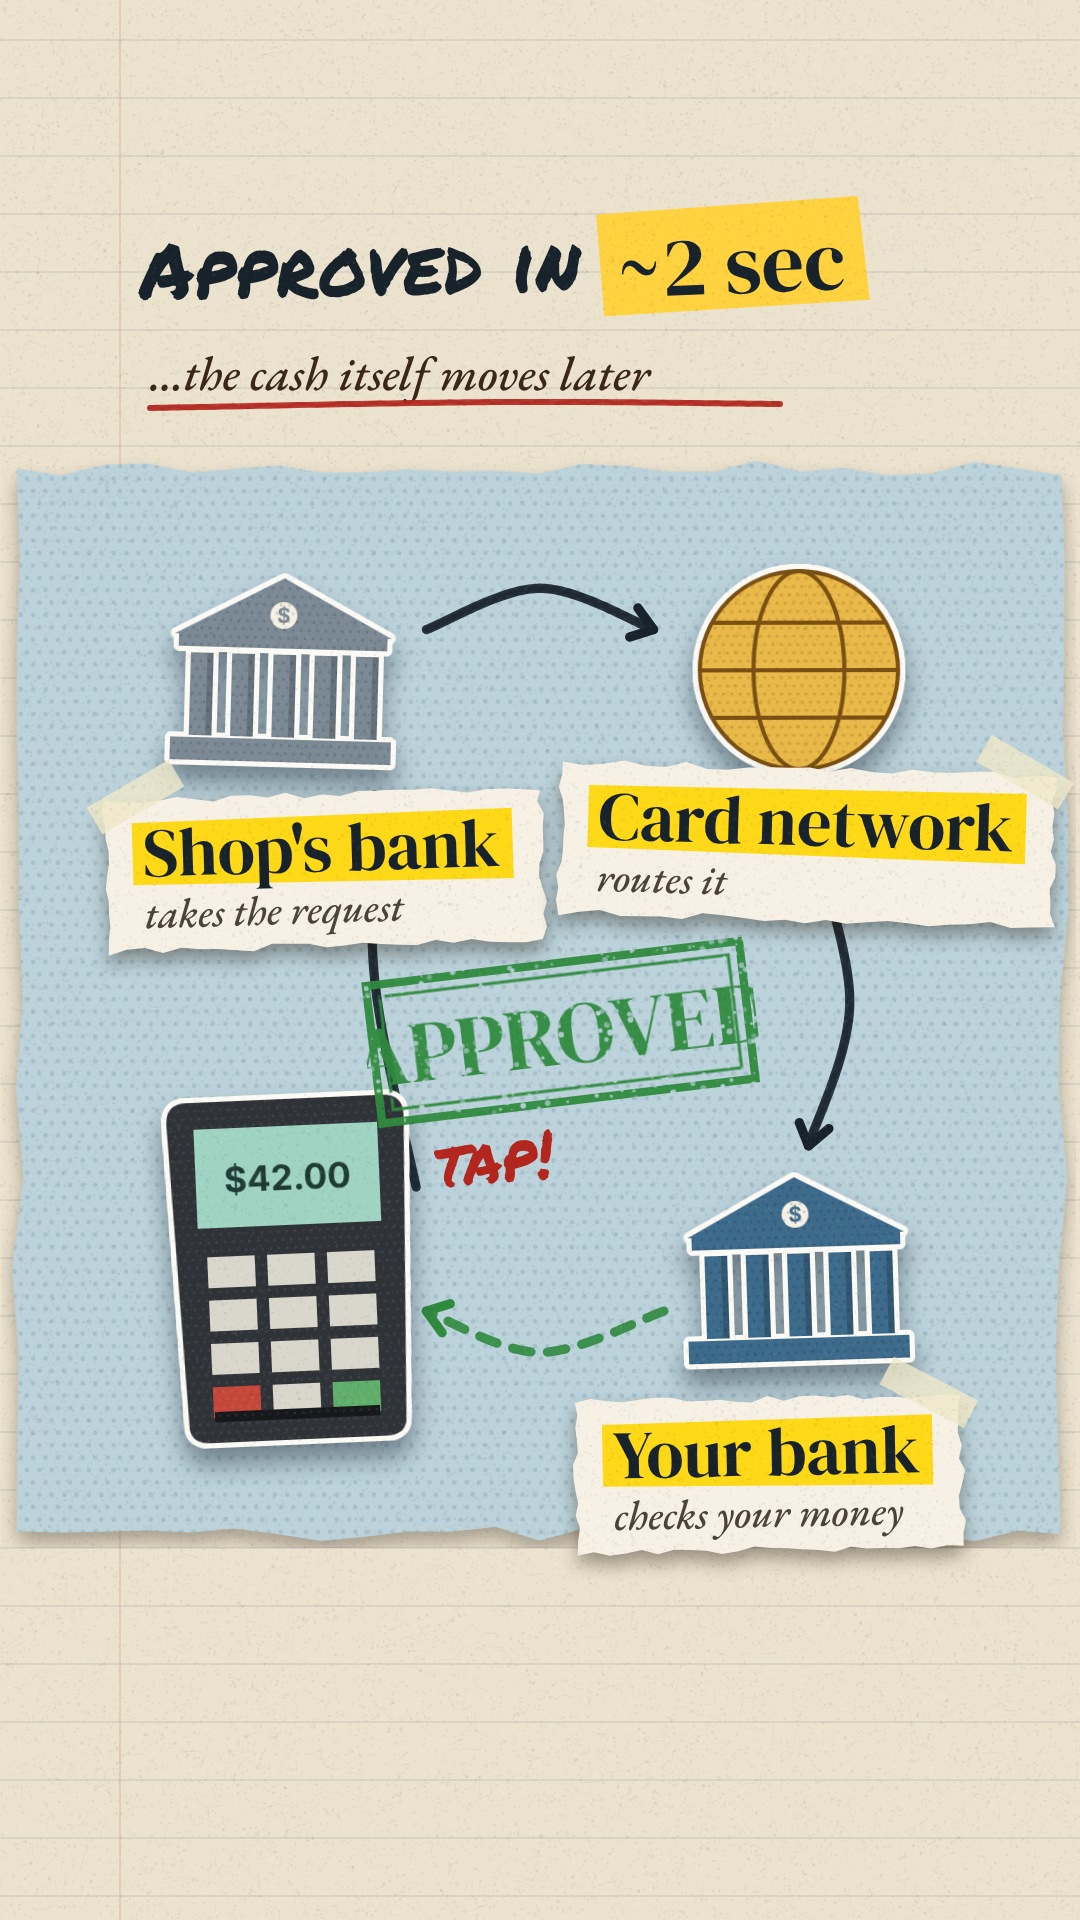 APPROVED IN ~2 sec
...the cash itself moves later
$
Shop's bank
takes the request
Card network
routes it
APPROVED
$42.00
TAP!
$
Your bank
checks your money